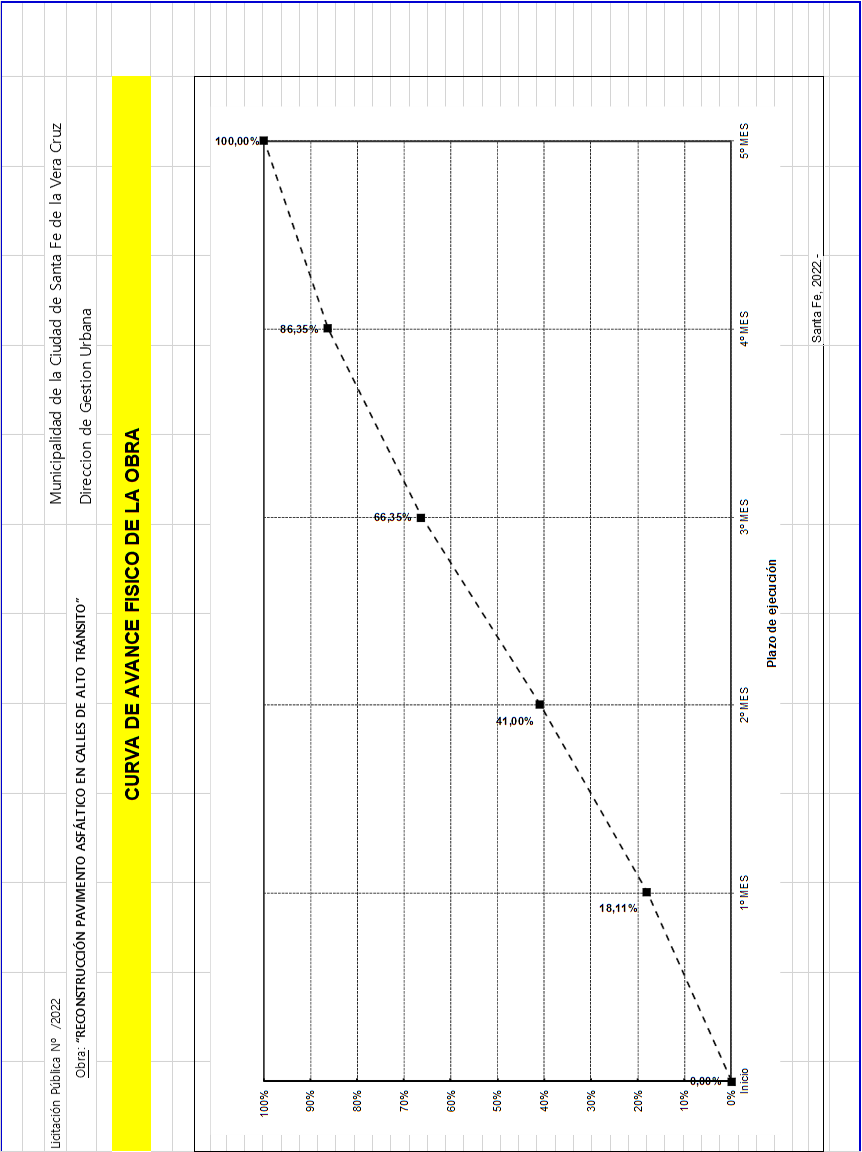 Municipalidad de la Ciudad de Santa Fe de la Vera Cruz
Direccion de Gestion Urbana
Licitación Pública Nº /2022
Obra: “RECONSTRUCCIÓN PAVIMENTO ASFÁLTICO EN CALLES DE ALTO TRÁNSITO”
CURVA DE AVANCE FISICO DE LA OBRA
100%
90%
80%
70%
60%
50%
40%
30%
20%
10%
0%
0,00%
18,11%
41,00%
66,35%
86,35%
100,00%
Inicio
1º MES
2º MES
3º MES
4º MES
5º MES
Plazo de ejecución
Santa Fe, 2022.-